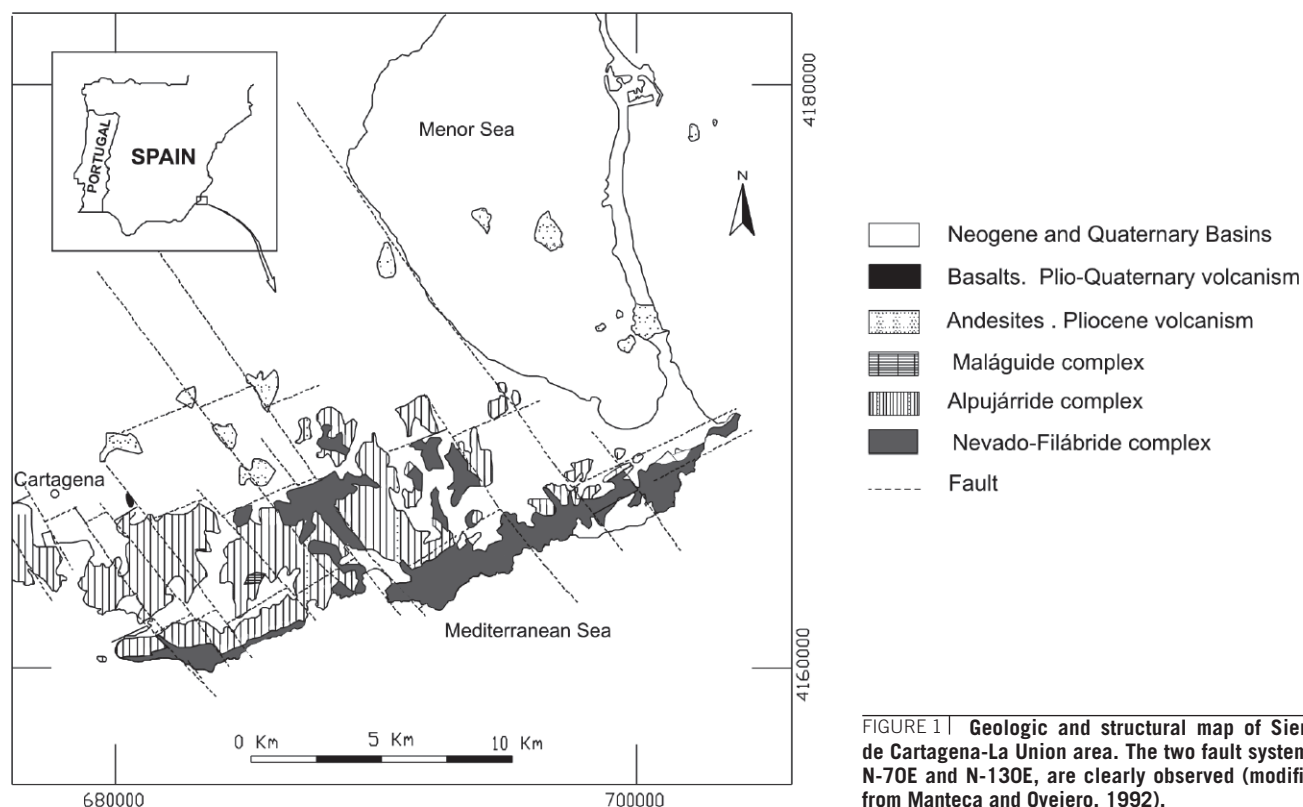 PORTUGAL
SPAIN
Menor Sea
N
4180000
Cartagena
Mediterranean Sea
4160000
0 Km 5 Km 10 Km
680000
700000
Neogene and Quaternary Basins
Basalts. Plio-Quaternary volcanism
Andesites . Pliocene volcanism
Maláguide complex
Alpujárride complex
Nevado-Filábride complex
Fault
FIGURE 1 | Geologic and structural map of Sier
de Cartagena-La Union area. The two fault system
N-70E and N-130E, are clearly observed (modifi
from Manteca and Ovejero, 1992).